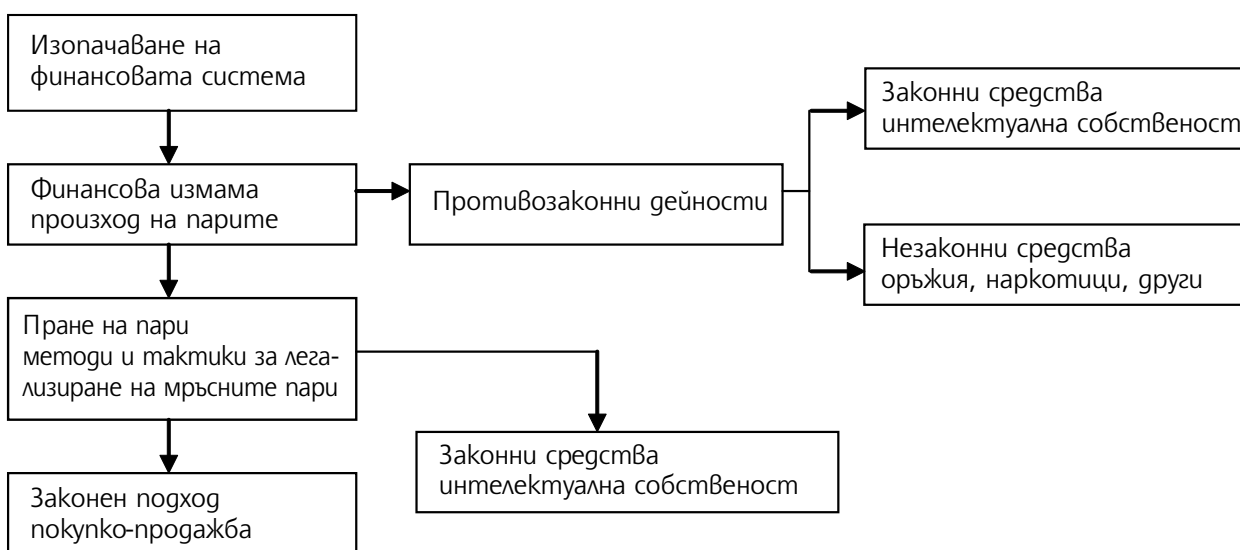 Изопачаване на
финансовата система
Финансова измама
произход на парите
Противозаконни дейности
Законни средства
интелектуална собственост
Незаконни средства
оръжия, наркотици, други
Пране на пари
методи и тактики за лега-
лизиране на мръсните пари
Законни средства
интелектуална собственост
Законен подход
покупко-продажба